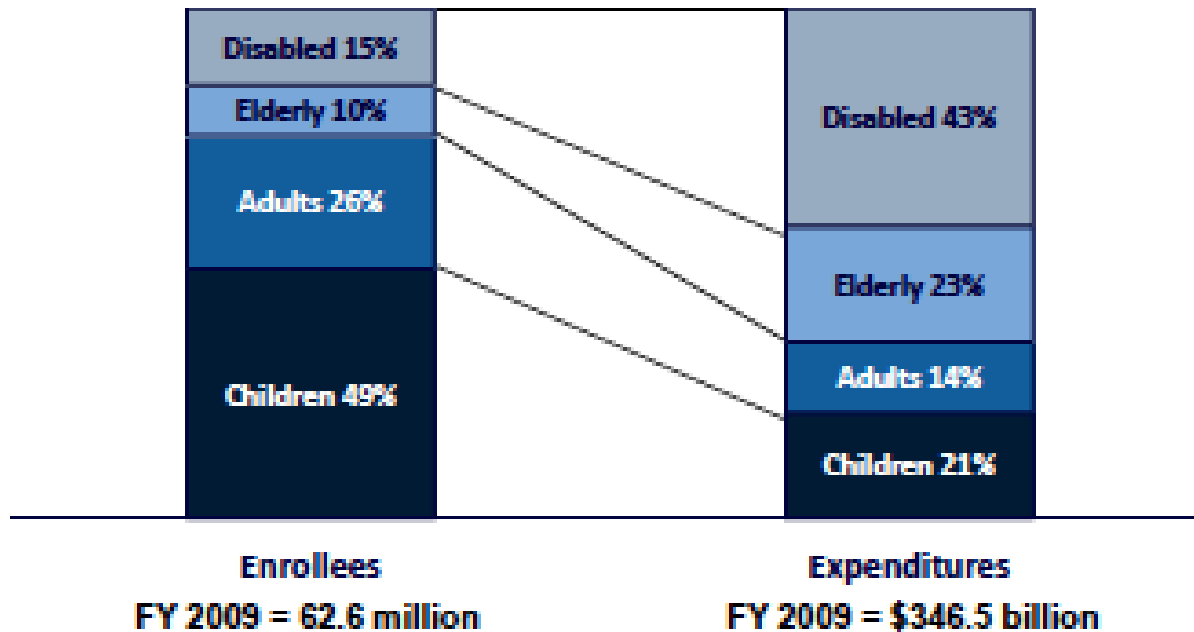 Disabled 15%
Elderly 10%
Adults 26%
Children 49%
Disabled 43%
Elderly 23%
Adults 14%
Children 21%
Enrollees
FY 2009 = 62.6 million
Expenditures
FY 2009 = $346.5 billion